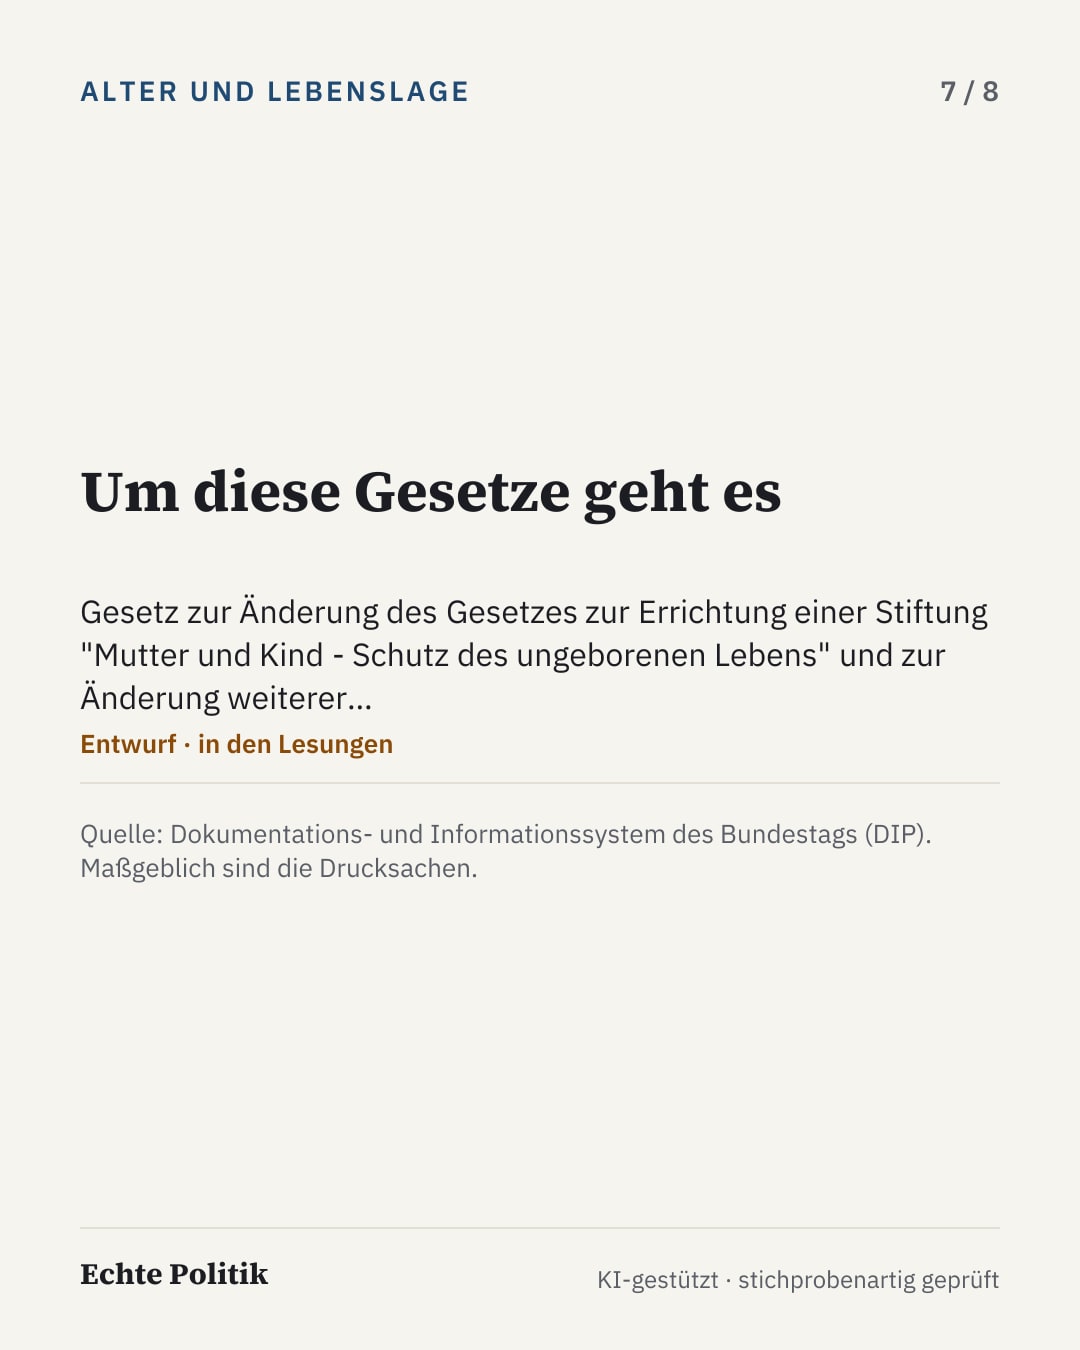 ALTER UND LEBENSLAGE
7 / 8
Um diese Gesetze geht es
Gesetz zur Änderung des Gesetzes zur Errichtung einer Stiftung
"Mutter und Kind - Schutz des ungeborenen Lebens" und zur
Änderung weiterer…
Entwurf · in den Lesungen
Quelle: Dokumentations- und Informationssystem des Bundestags (DIP).
Maßgeblich sind die Drucksachen.
Echte Politik
KI-gestützt · stichprobenartig geprüft